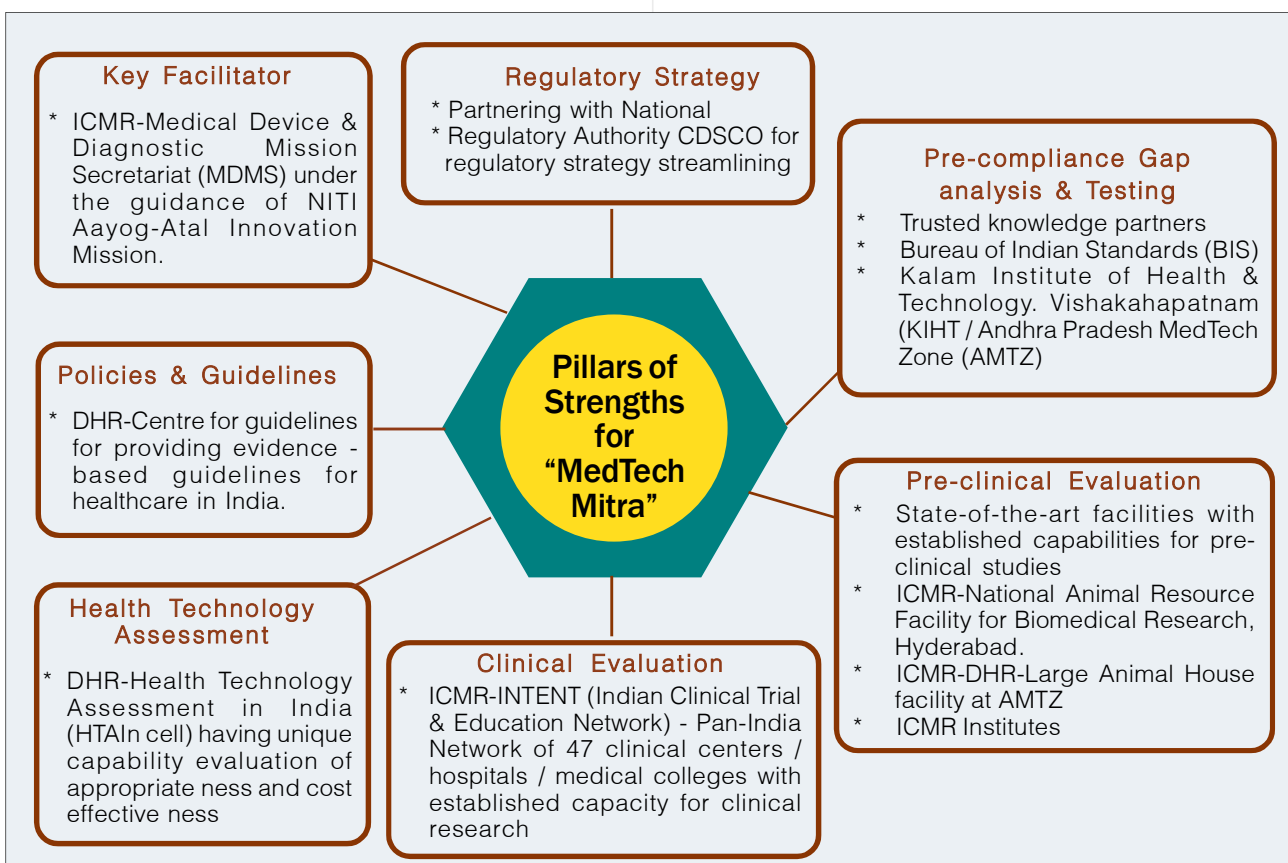 Key Facilitator
* ICMR-Medical Device &
Diagnostic Mission
Secretariat (MDMS) under
the guidance of NITI
Aayog-Atal Innovation
Mission.
Regulatory Strategy
* Partnering with National
* Regulatory Authority CDSCO for
regulatory strategy streamlining
Pre-compliance Gap
analysis & Testing
* Trusted knowledge partners
* Bureau of Indian Standards (BIS)
* Kalam Institute of Health &
Technology. Vishakahapatnam
(KIHT / Andhra Pradesh MedTech
Zone (AMTZ)
Policies & Guidelines
* DHR-Centre for guidelines
for providing evidence -
based guidelines for
healthcare in India.
Pillars of
Strengths
for
“MedTech
Mitra”
Pre-clinical Evaluation
* State-of-the-art facilities with
established capabilities for pre-
clinical studies
* ICMR-National Animal Resource
Facility for Biomedical Research,
Hyderabad.
* ICMR-DHR-Large Animal House
facility at AMTZ
* ICMR Institutes
Health Technology
Assessment
* DHR-Health Technology
Assessment in India
(HTAIn cell) having unique
capability evaluation of
appropriate ness and cost
effective ness
Clinical Evaluation
* ICMR-INTENT (Indian Clinical Trial
& Education Network) - Pan-India
Network of 47 clinical centers /
hospitals / medical colleges with
established capacity for clinical
research